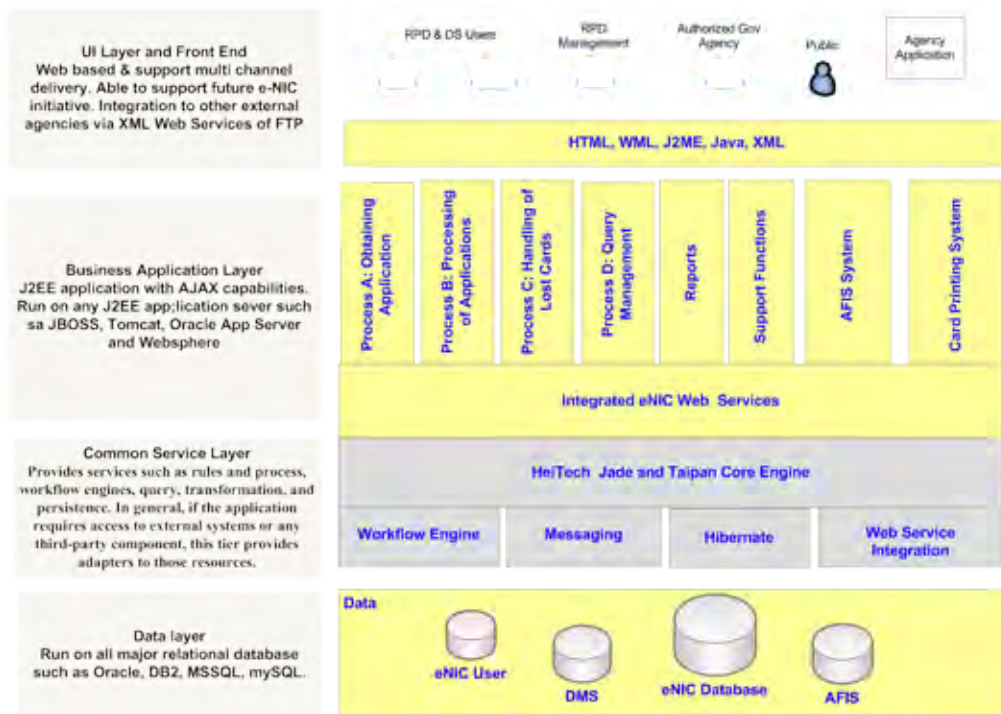 UI Layer and Front End
Web based & support multi channel
delivery. Able to support future e-NIC
initiative. Integration to other external
agencies via XML Web Services of FTP
RPD & DS Users
RPD
Management
Authorized Gov
Agency
Public
Agency
Application
HTML, WML, J2ME, Java, XML
Business Application Layer
J2EE application with AJAX capabilities.
Run on any J2EE app;lication sever such
sa JBOSS, Tomcat, Oracle App Server
and Websphere
Process A: Obtaining
Application
Process B: Processing
of Applications
Process C: Handling of
Lost Cards
Process D: Query
Management
Reports
Support Functions
AFIS System
Card Printing System
Integrated eNIC Web Services
Common Service Layer
Provides services such as rules and process,
workflow engines, query, transformation, and
persistence. In general, if the application
requires access to external systems or any
third-party component, this tier provides
adapters to those resources.
HeiTech Jade and Taipan Core Engine
Workflow Engine
Messaging
Hibernate
Web Service
Integration
Data layer
Run on all major relational database
such as Oracle, DB2, MSSQL, mySQL.
Data
eNIC User
DMS
eNIC Database
AFIS